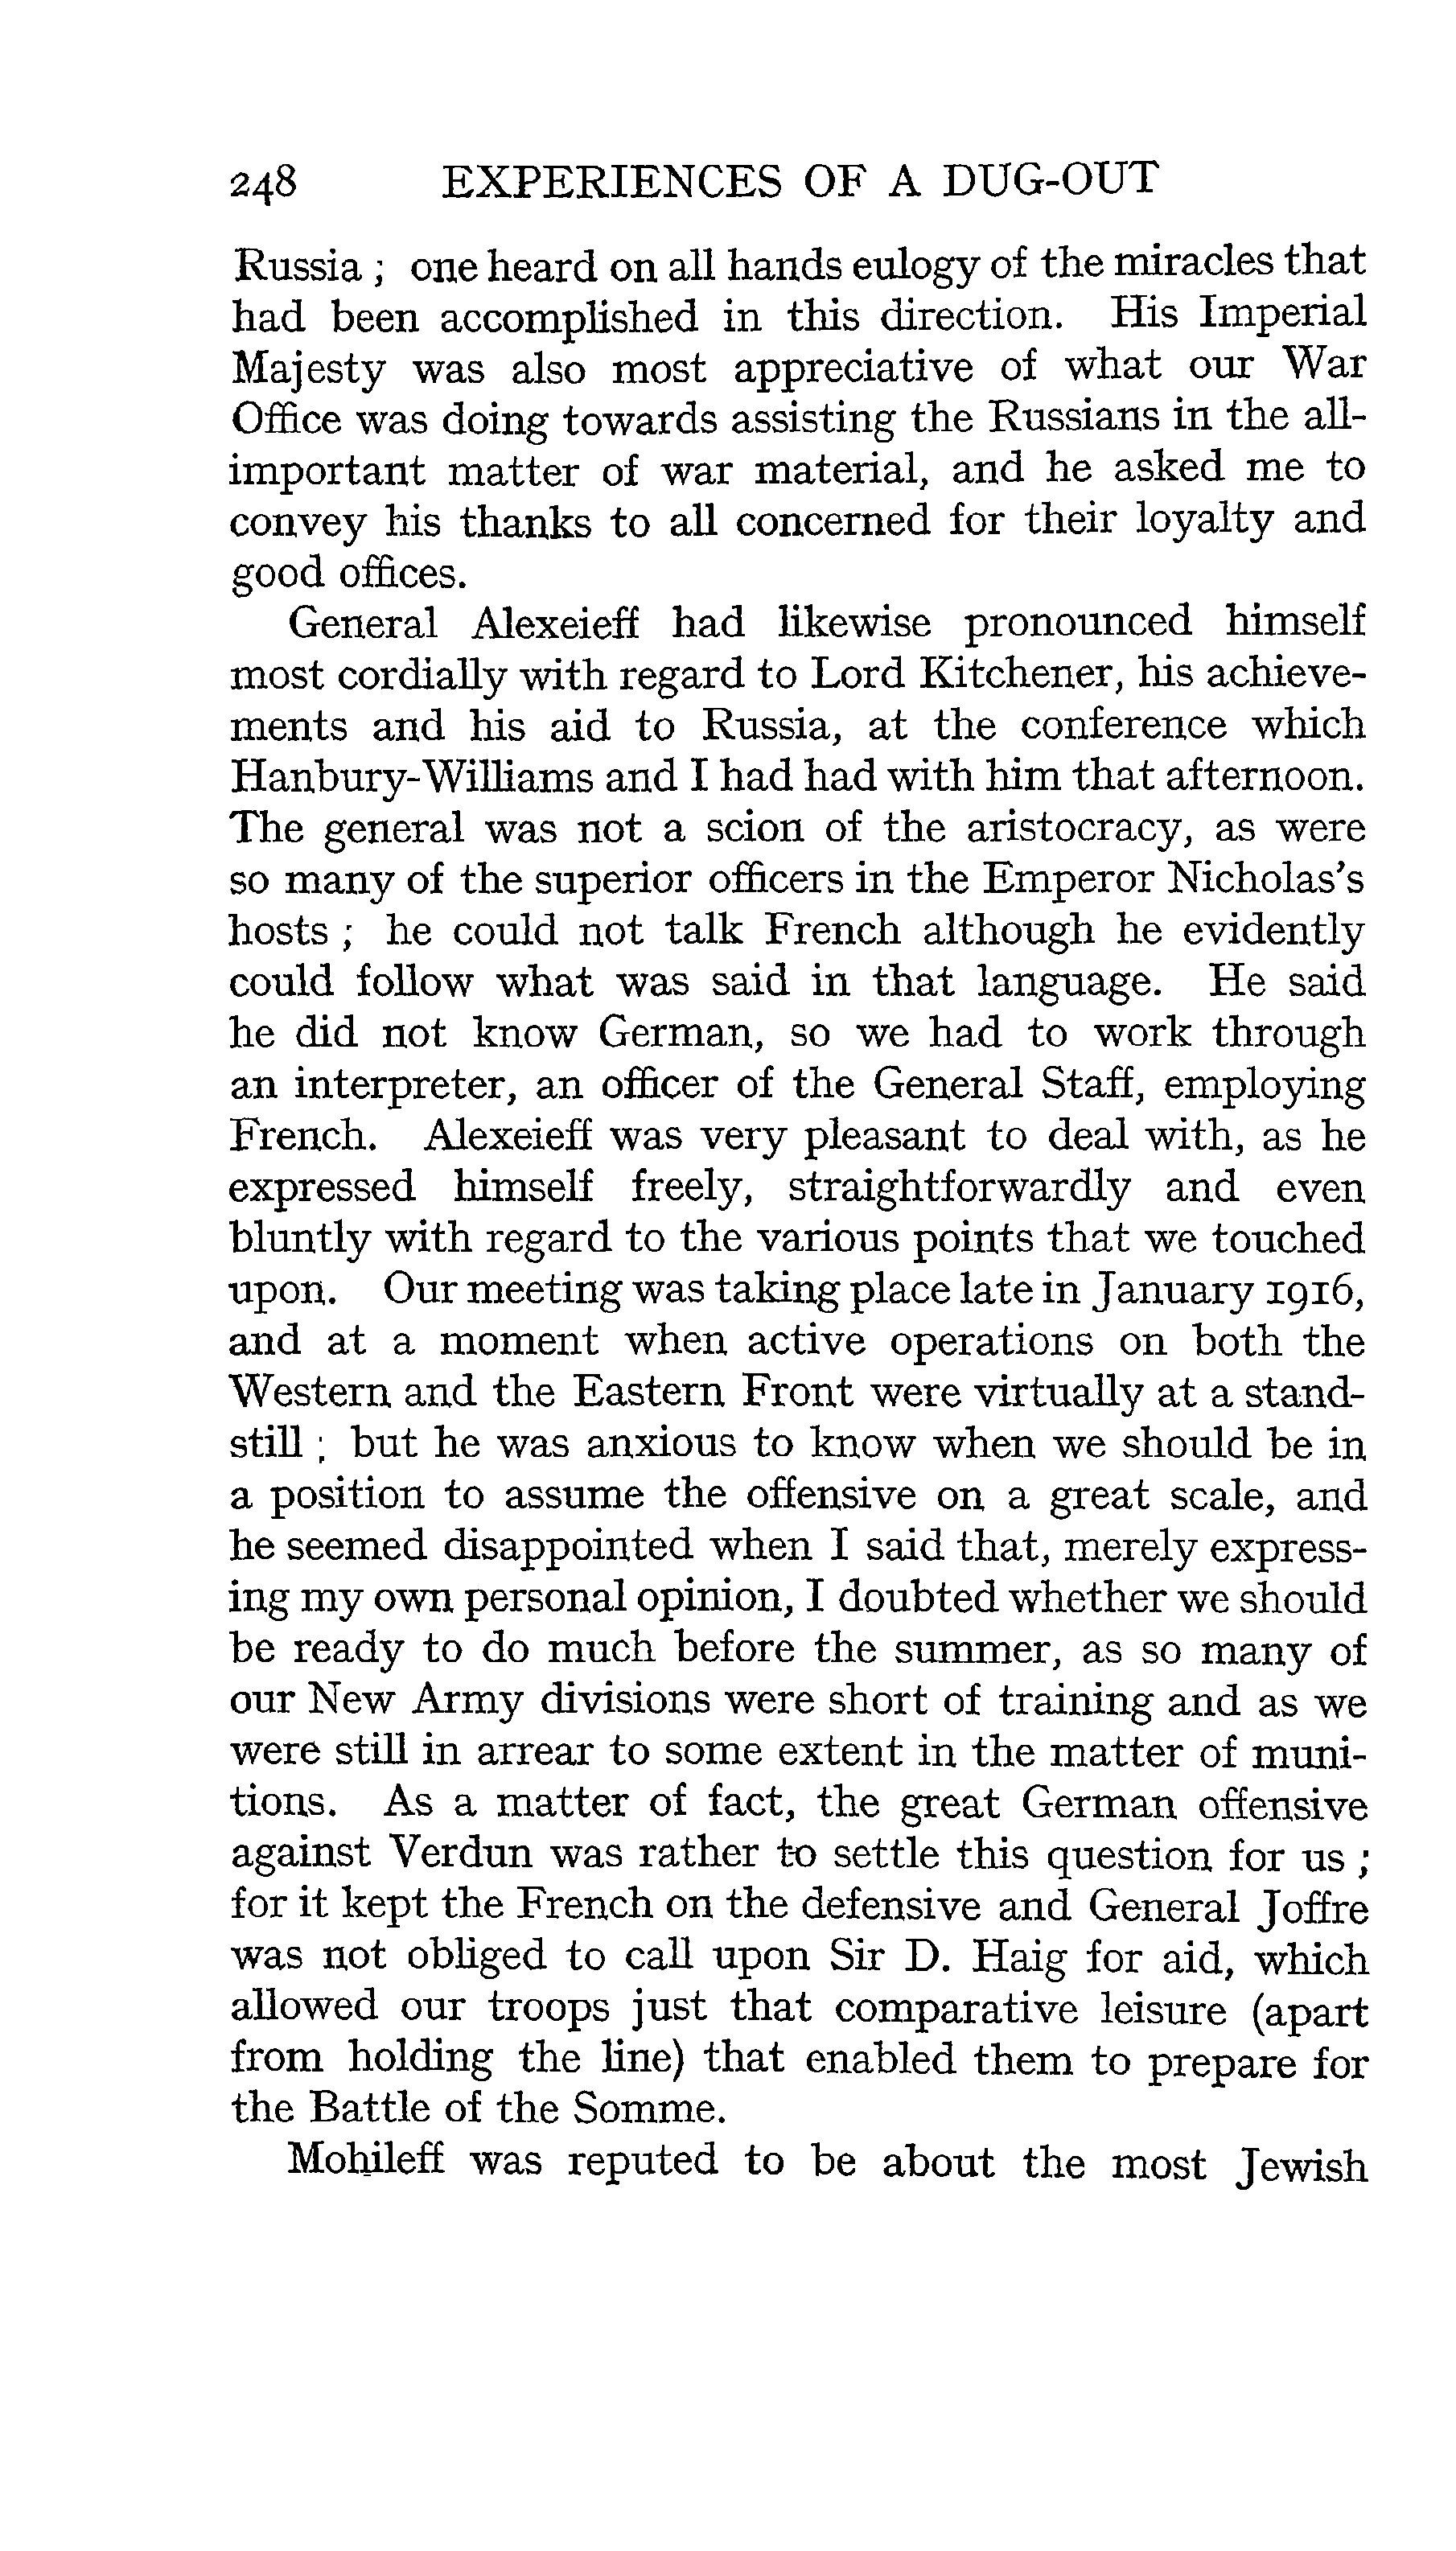 248 EXPERIENCES OF A DUG-OUT
Russia ; one heard on all hands eulogy of the miracles that
had been accomplished in this direction. His Imperial
Majesty was also most appreciative of what our War
Office was doing towards assisting the Russians in the all-
important matter of war material, and he asked me to
convey his thanks to all concerned for their loyalty and
good offices.
General Alexeieff had likewise pronounced himself
most cordially with regard to Lord Kitchener, his achieve-
ments and his aid to Russia, at the conference which
Hanbury-Williams and I had had with him that afternoon.
The general was not a scion of the aristocracy, as were
so many of the superior officers in the Emperor Nicholas's
hosts ; he could not talk French although he evidently
could follow what was said in that language. He said
he did not know German, so we had to work through
an interpreter, an officer of the General Staff, employing
French. Alexeieff was very pleasant to deal with, as he
expressed himself freely, straightforwardly and even
bluntly with regard to the various points that we touched
upon. Our meeting was taking place late in January 1916,
and at a moment when active operations on both the
Western and the Eastern Front were virtually at a stand-
still ; but he was anxious to know when we should be in
a position to assume the offensive on a great scale, and
he seemed disappointed when I said that, merely express-
ing my own personal opinion, I doubted whether we should
be ready to do much before the summer, as so many of
our New Army divisions were short of training and as we
were still in arrear to some extent in the matter of muni-
tions. As a matter of fact, the great German offensive
against Verdun was rather to settle this question for us ;
for it kept the French on the defensive and General Joffre
was not obliged to call upon Sir D. Haig for aid, which
allowed our troops just that comparative leisure (apart
from holding the line) that enabled them to prepare for
the Battle of the Somme.
Mohileff was reputed to be about the most Jewish